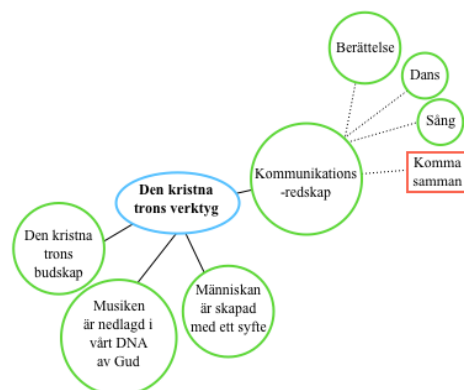 Berättelse
Dans
Sång
Komma
samman
Kommunikations
-redskap
Den kristna
trons verktyg
Den kristna
trons
budskap
Musiken
är nedlagd i
vårt DNA
av Gud
Människan
är skapad
med ett syfte